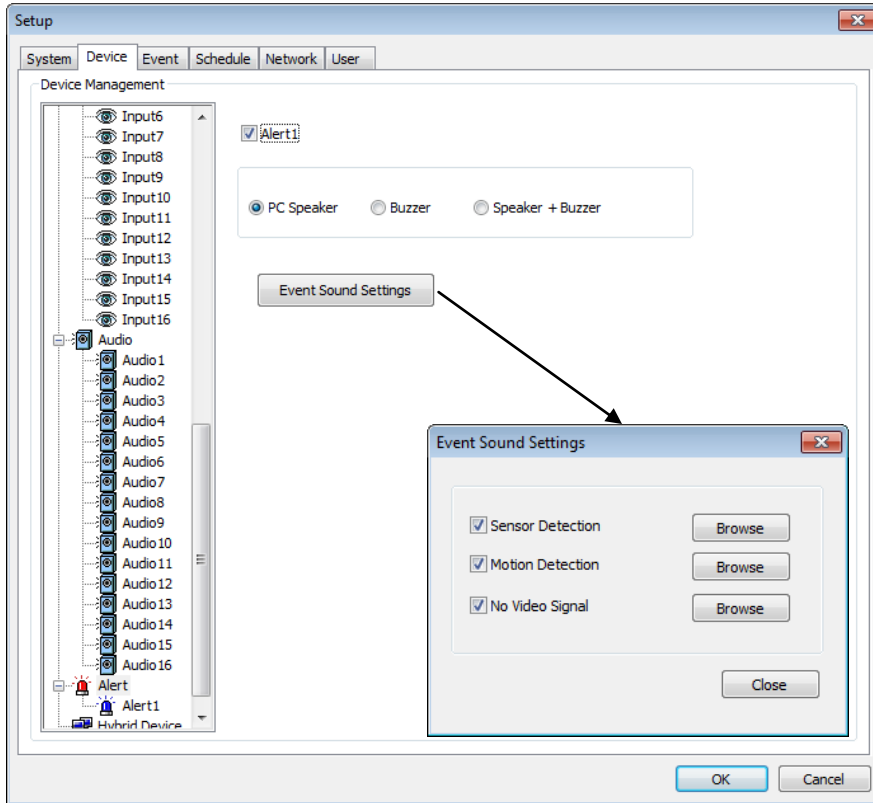 Setup
System Device Event Schedule Network User
Device Management
Input6
Input7
Input8
Input9
Input10
Input11
Input12
Input13
Input14
Input15
Input16
Audio
Audio1
Audio2
Audio3
Audio4
Audio5
Audio6
Audio7
Audio8
Audio9
Audio10
Audio11
Audio12
Audio13
Audio14
Audio15
Audio16
Alert
Alert1
Hybrid Device
Alert1
PC Speaker Buzzer Speaker + Buzzer
Event Sound Settings
Event Sound Settings
Sensor Detection Browse
Motion Detection Browse
No Video Signal Browse
Close
OK Cancel